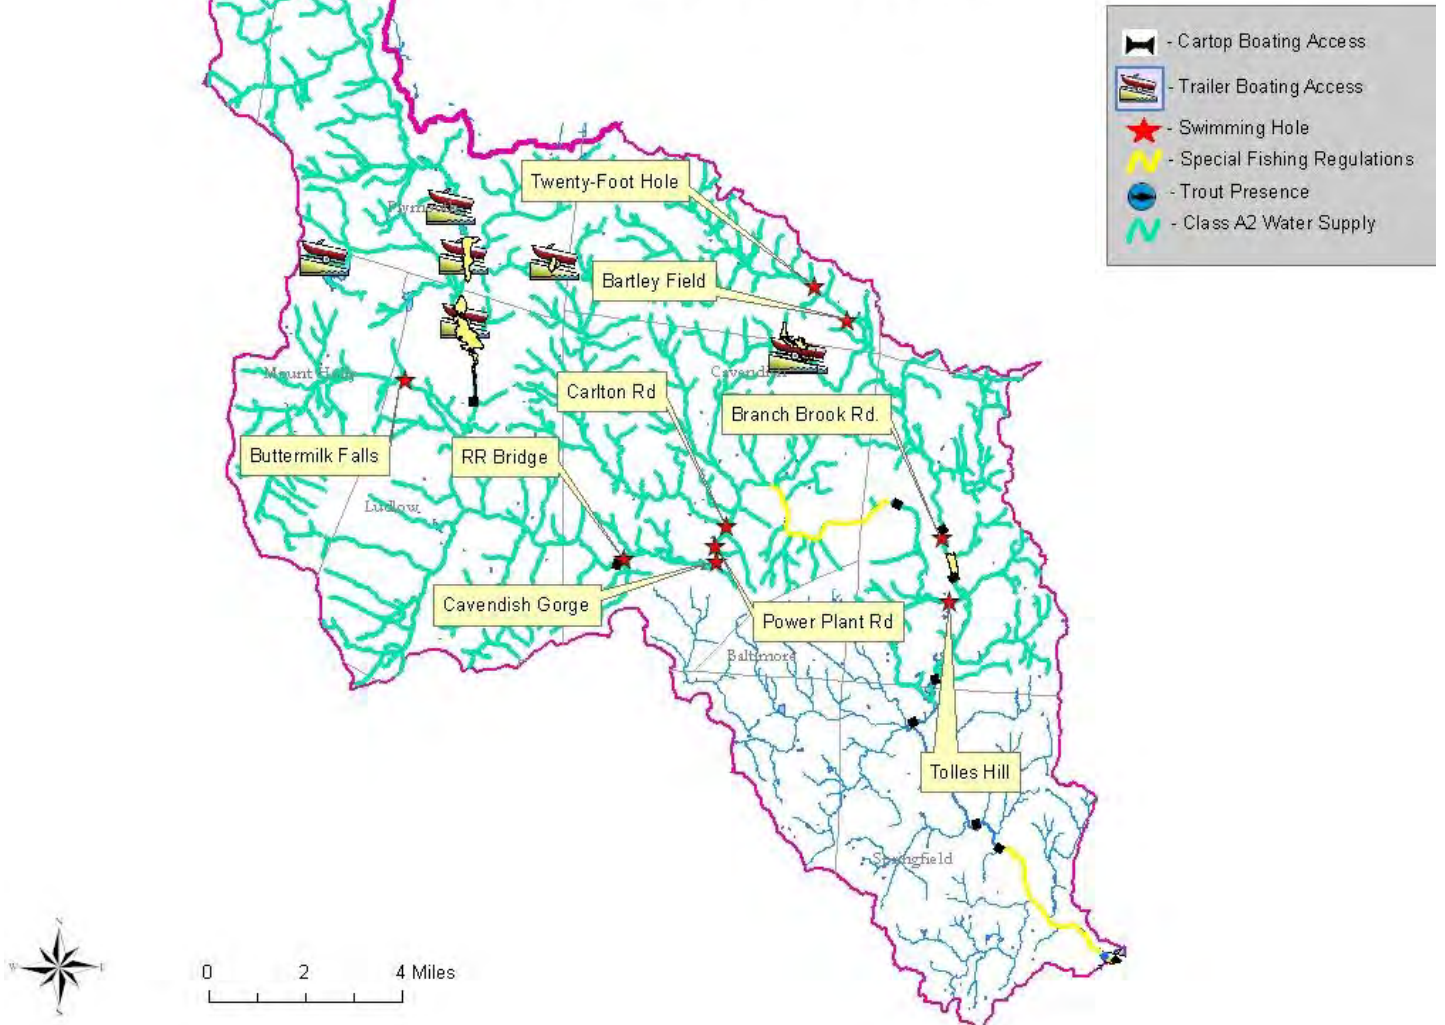 - Cartop Boating Access
- Trailer Boating Access
- Swimming Hole
- Special Fishing Regulations
- Trout Presence
- Class A2 Water Supply
Twenty-Foot Hole
Bartley Field
Mount Holly
Cavendish
Carlton Rd
Branch Brook Rd.
Buttermilk Falls
RR Bridge
Ludlow
Cavendish Gorge
Power Plant Rd
Baltimore
Tolles Hill
Springfield
N
W
E
S
0 2 4 Miles